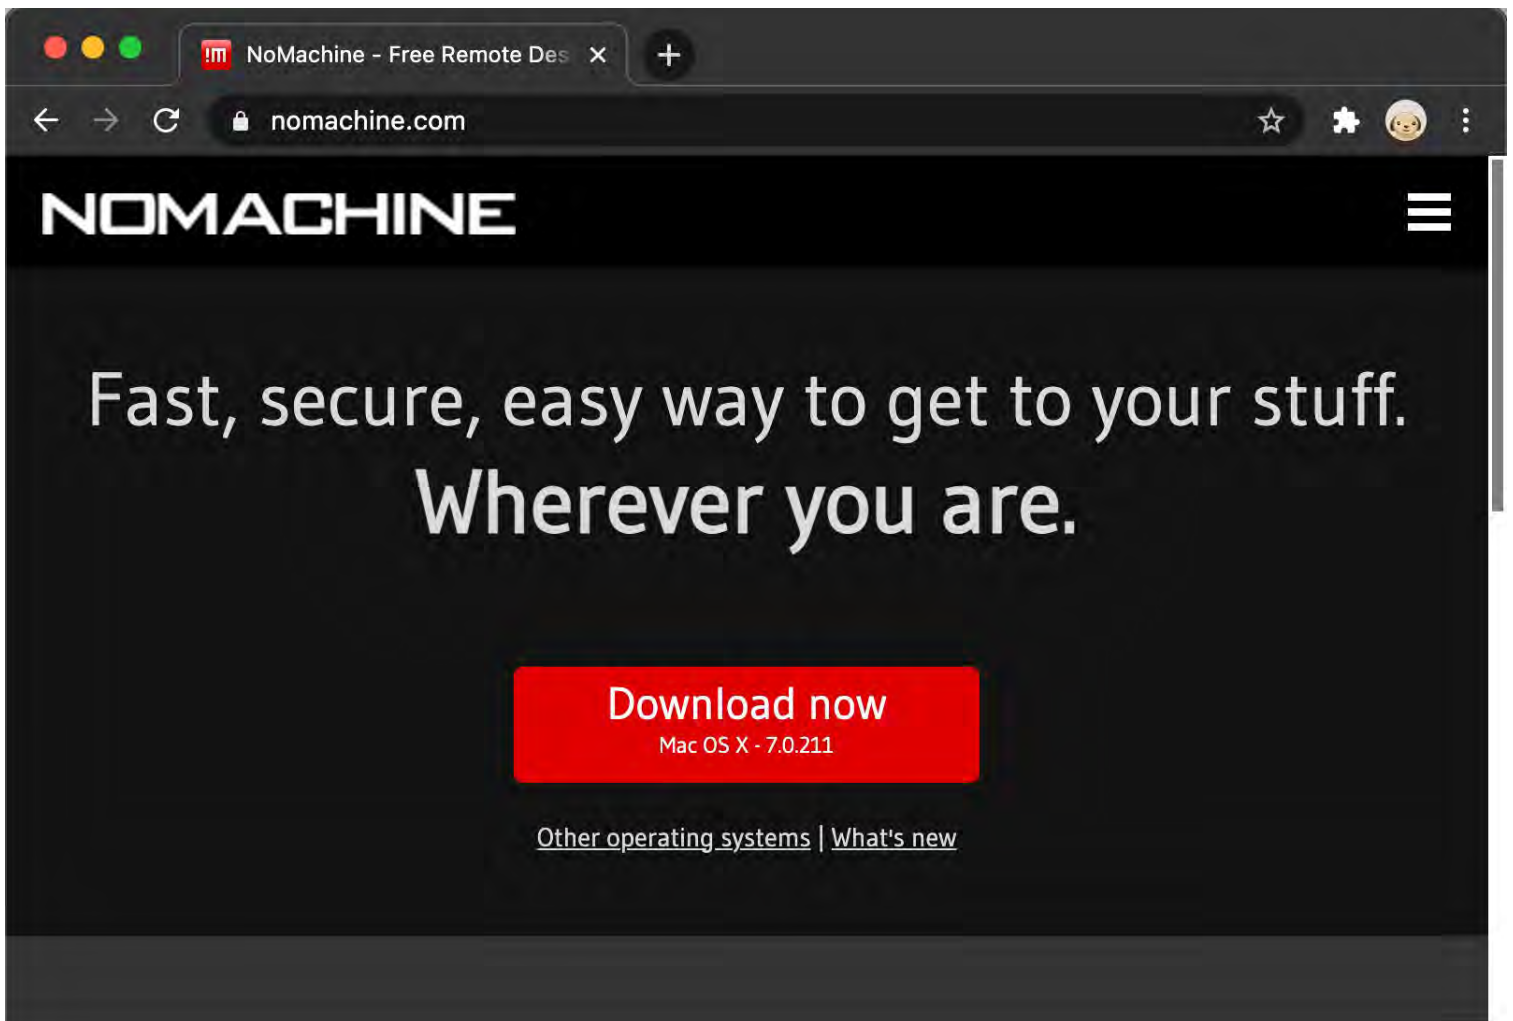 !m NoMachine - Free Remote Des
nomachine.com
NOMACHINE
Fast, secure, easy way to get to your stuff.
Wherever you are.
Download now
Mac OS X - 7.0.211
Other operating systems | What's new